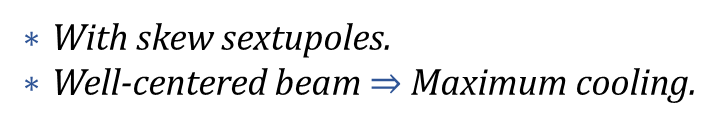 * With skew sextupoles.
* Well-centered beam ⇒ Maximum cooling.